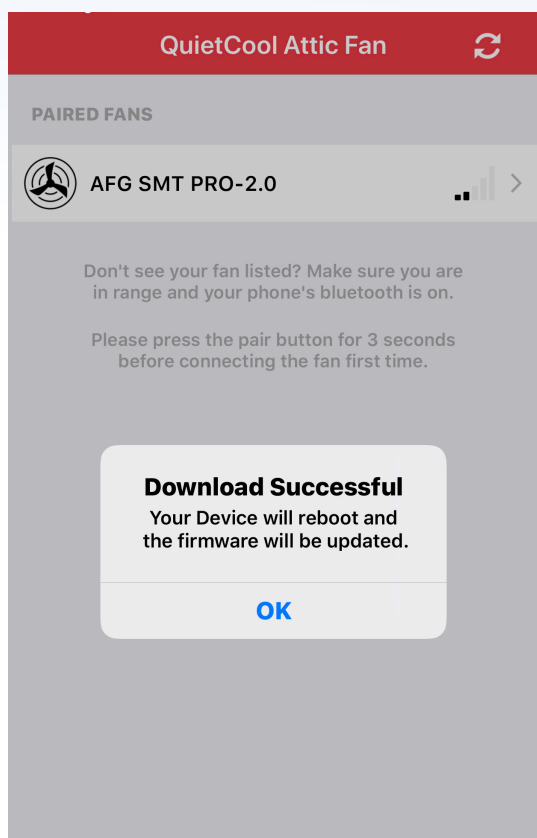 QuietCool Attic Fan
PAIRED FANS
AFG SMT PRO-2.0
Don't see your fan listed? Make sure you are
in range and your phone's bluetooth is on.
Please press the pair button for 3 seconds
before connecting the fan first time.
Download Successful
Your Device will reboot and
the firmware will be updated.
OK